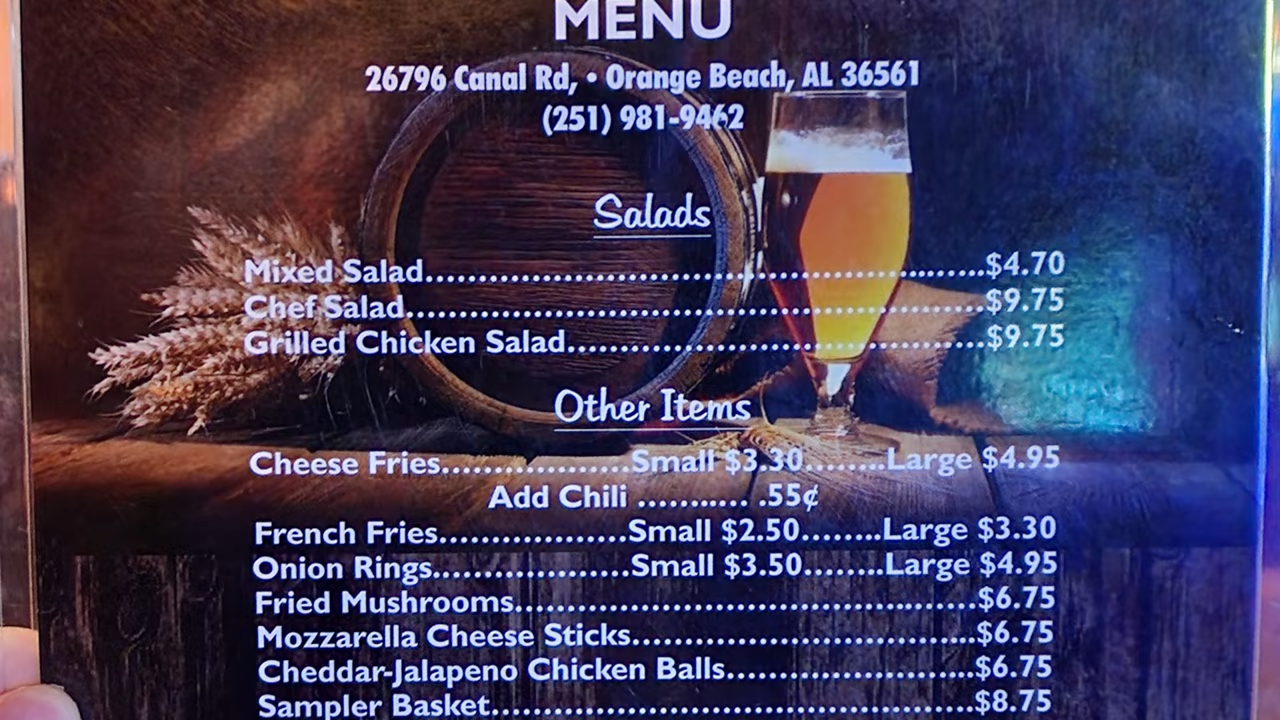 MENU
26796 Canal Rd, • Orange Beach, AL 36561
(251) 981-9462
Salads
Mixed Salad........................................................$4.70
Chef Salad..........................................................$9.75
Grilled Chicken Salad.........................................$9.75
Other Items
Cheese Fries..................Small $3.30........Large $4.95
Add Chili .......... .55¢
French Fries..................Small $2.50........Large $3.30
Onion Rings...................Small $3.50........Large $4.95
Fried Mushrooms..............................................$6.75
Mozzarella Cheese Sticks..................................$6.75
Cheddar-Jalapeno Chicken Balls........................$6.75
Sampler Basket................................................$8.75